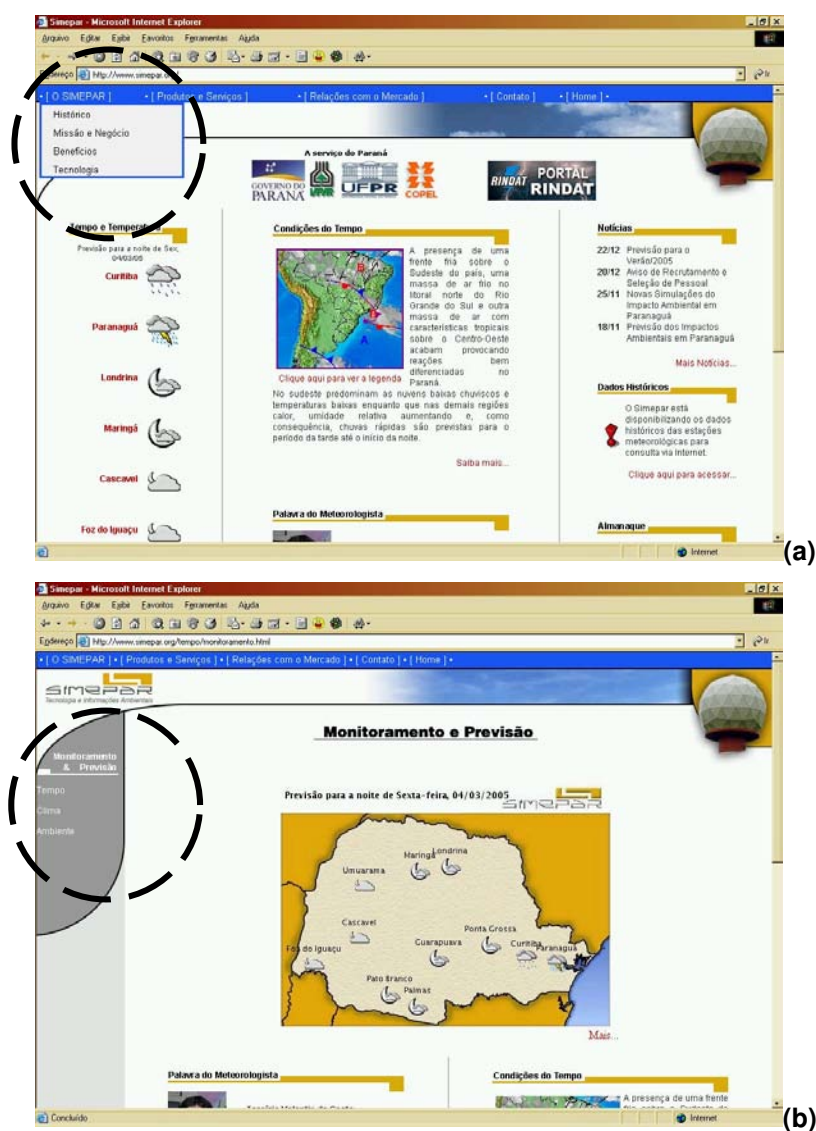 Simepar - Microsoft Internet Explorer
Arquivo Editar Exibir Favoritos Ferramentas Ajuda
Endereço http://www.simepar.org/ Ir
• [ O SIMEPAR ] • [ Produtos e Serviços ] • [ Relações com o Mercado ] • [ Contato ] • [ Home ] •
Histórico
Missão e Negócio
Benefícios
Tecnologia
A serviço do Paraná
GOVERNO DO
PARANÁ
UFPR
COPEL
RINDAT
PORTAL
RINDAT
Tempo e Temperatura
Previsão para a noite de Sex,
04/03/05
Curitiba
Paranaguá
Londrina
Maringá
Cascavel
Foz do Iguaçu
Condições do Tempo
A presença de uma
frente fria sobre o
Sudeste do país, uma
massa de ar frio no
litoral norte do Rio
Grande do Sul e outra
massa de ar com
características tropicais
sobre o Centro-Oeste
acabam provocando
reações bem
diferenciadas no
Paraná.
Clique aqui para ver a legenda
No sudeste predominam as nuvens baixas chuviscos e
temperaturas baixas enquanto que nas demais regiões
calor, umidade relativa aumentando e, como
consequência, chuvas rápidas são previstas para o
período da tarde até o início da noite.
Saiba mais...
Palavra do Meteorologista
Notícias
22/12 Previsão para o
Verão/2005
20/12 Aviso de Recrutamento e
Seleção de Pessoal
25/11 Novas Simulações do
Impacto Ambiental em
Paranaguá
18/11 Previsão dos Impactos
Ambientais em Paranaguá
Mais Notícias...
Dados Históricos
O Simepar está
disponibilizando os dados
históricos das estações
meteorológicas para
consulta via Internet.
Clique aqui para acessar...
Almanaque
Internet
(a)
Simepar - Microsoft Internet Explorer
Arquivo Editar Exibir Favoritos Ferramentas Ajuda
Endereço http://www.simepar.org/tempo/monitoramento.html Ir
• [ O SIMEPAR ] • [ Produtos e Serviços ] • [ Relações com o Mercado ] • [ Contato ] • [ Home ] •
SIMEPAR
Tecnologia e Informações Ambientais
Monitoramento
& Previsão
Tempo
Clima
Ambiente
Monitoramento e Previsão
Previsão para a noite de Sexta-feira, 04/03/2005
SIMEPAR
Maringá Londrina
Umuarama
Cascavel
Ponta Grossa
Foz do Iguaçu Guarapuava Curitiba Paranaguá
Pato Branco
Palmas
Mais...
Palavra do Meteorologista
Condições do Tempo
A presença de uma frente
Concluído
Internet
(b)